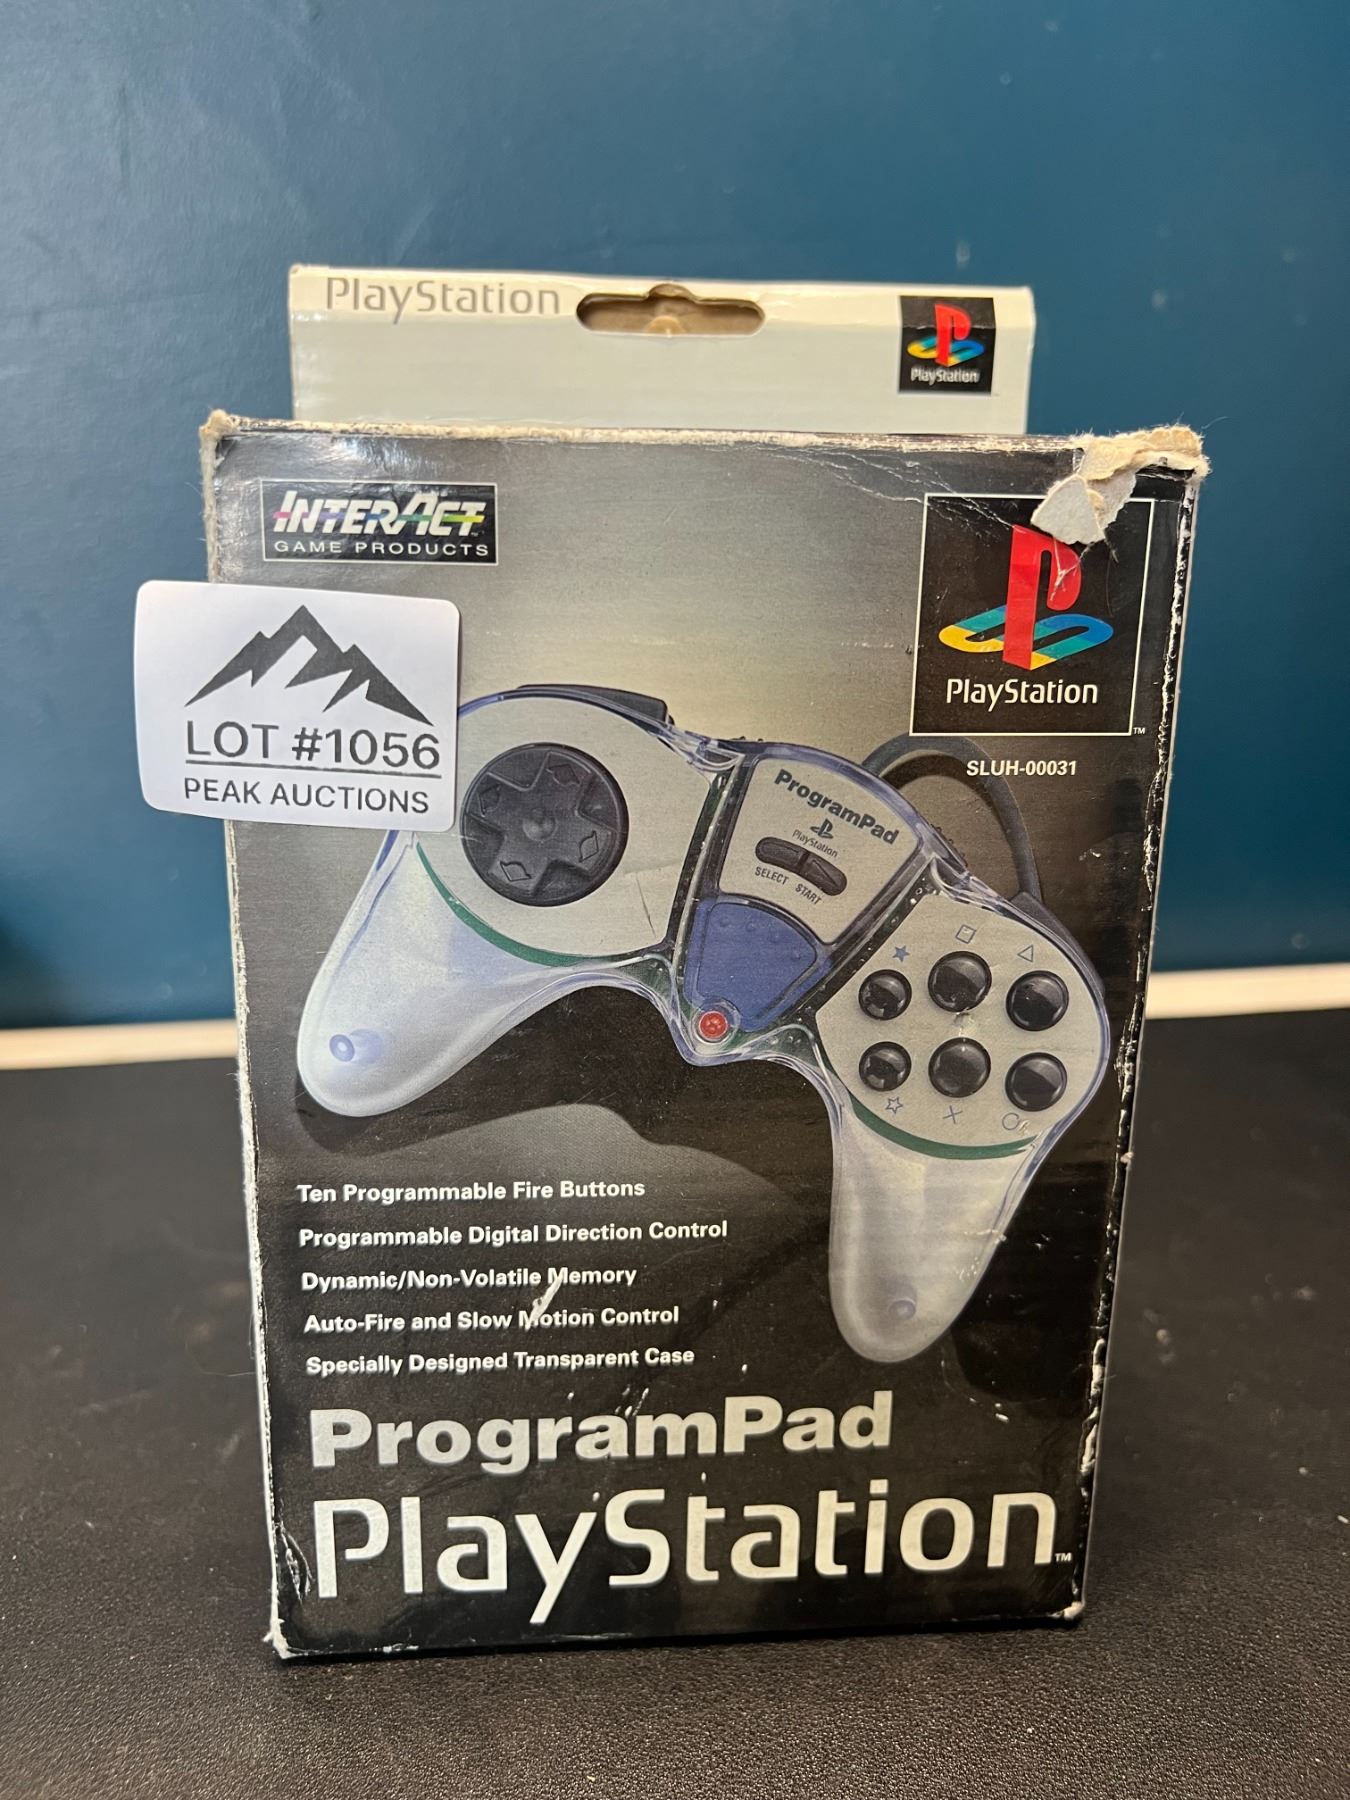 PlayStation
PlayStation
INTERACT
GAME PRODUCTS
PlayStation
TM
SLUH-00031
LOT #1056
PEAK AUCTIONS
ProgramPad
PlayStation
SELECT START
Ten Programmable Fire Buttons
Programmable Digital Direction Control
Dynamic/Non-Volatile Memory
Auto-Fire and Slow Motion Control
Specially Designed Transparent Case
ProgramPad
PlayStation TM